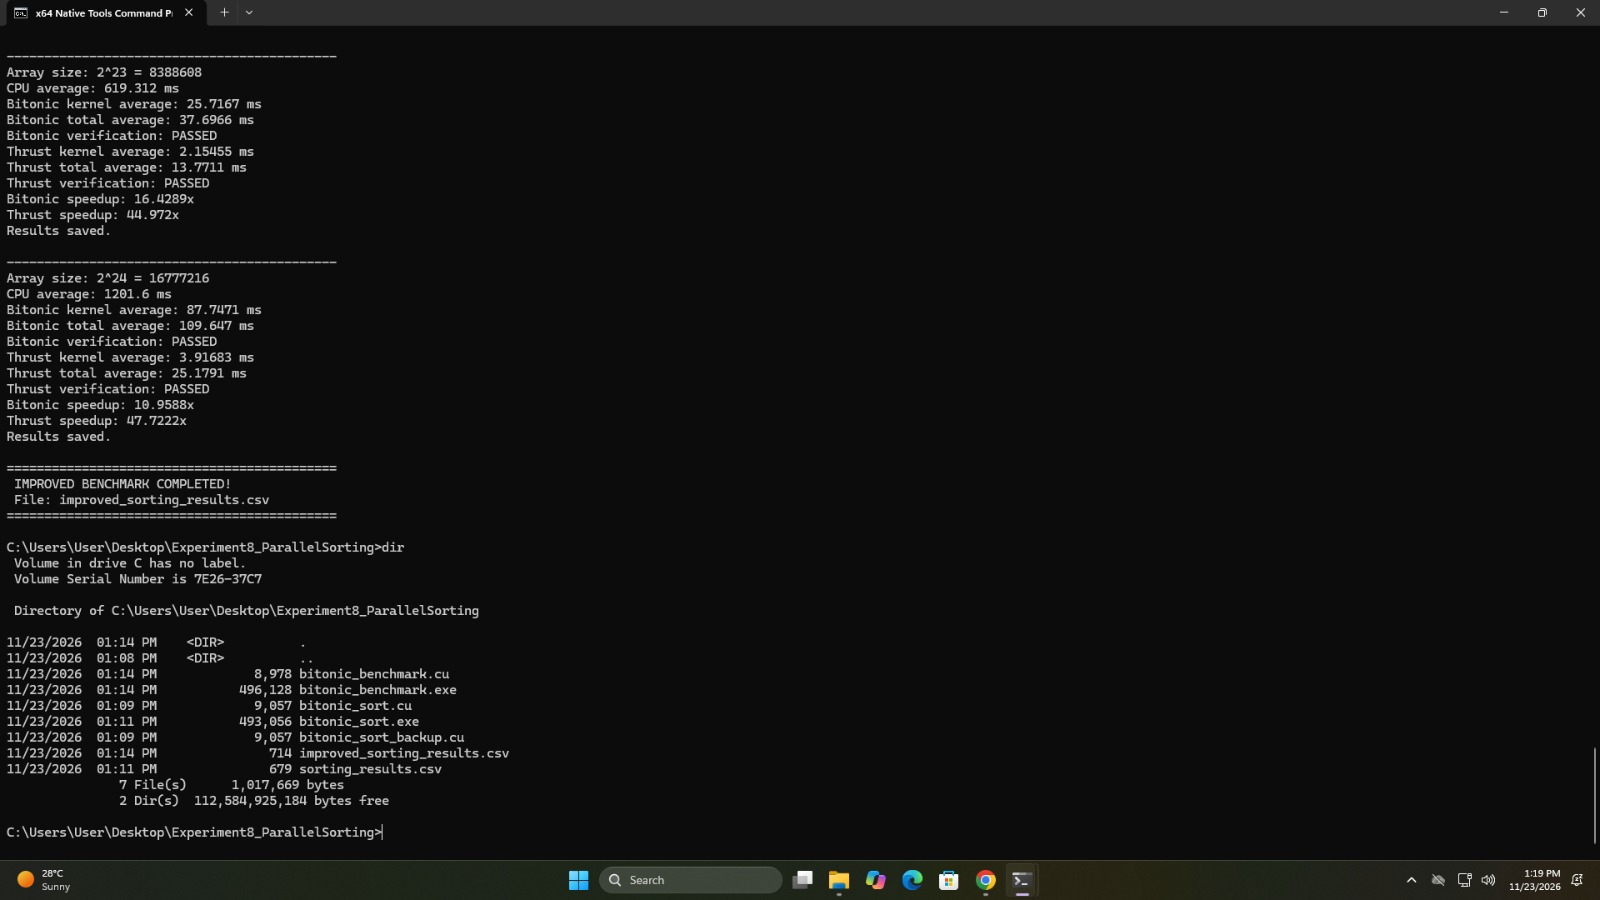 x64 Native Tools Command P
------------------------------------------
Array size: 2^23 = 8388608
CPU average: 619.312 ms
Bitonic kernel average: 25.7167 ms
Bitonic total average: 37.6966 ms
Bitonic verification: PASSED
Thrust kernel average: 2.15455 ms
Thrust total average: 13.7711 ms
Thrust verification: PASSED
Bitonic speedup: 16.4289x
Thrust speedup: 44.972x
Results saved.
------------------------------------------
Array size: 2^24 = 16777216
CPU average: 1201.6 ms
Bitonic kernel average: 87.7471 ms
Bitonic total average: 109.647 ms
Bitonic verification: PASSED
Thrust kernel average: 3.91683 ms
Thrust total average: 25.1791 ms
Thrust verification: PASSED
Bitonic speedup: 10.9588x
Thrust speedup: 47.7222x
Results saved.
============================================
IMPROVED BENCHMARK COMPLETED!
File: improved_sorting_results.csv
============================================
C:\Users\User\Desktop\Experiment8_ParallelSorting>dir
Volume in drive C has no label.
Volume Serial Number is 7E26-37C7
Directory of C:\Users\User\Desktop\Experiment8_ParallelSorting
11/23/2026  01:14 PM    <DIR>          .
11/23/2026  01:08 PM    <DIR>          ..
11/23/2026  01:14 PM             8,978 bitonic_benchmark.cu
11/23/2026  01:14 PM           496,128 bitonic_benchmark.exe
11/23/2026  01:09 PM             9,057 bitonic_sort.cu
11/23/2026  01:11 PM           493,056 bitonic_sort.exe
11/23/2026  01:09 PM             9,057 bitonic_sort_backup.cu
11/23/2026  01:14 PM               714 improved_sorting_results.csv
11/23/2026  01:11 PM               679 sorting_results.csv
7 File(s)      1,017,669 bytes
2 Dir(s)  112,584,925,184 bytes free
C:\Users\User\Desktop\Experiment8_ParallelSorting>
28°C
Sunny
Search
1:19 PM
11/23/2026